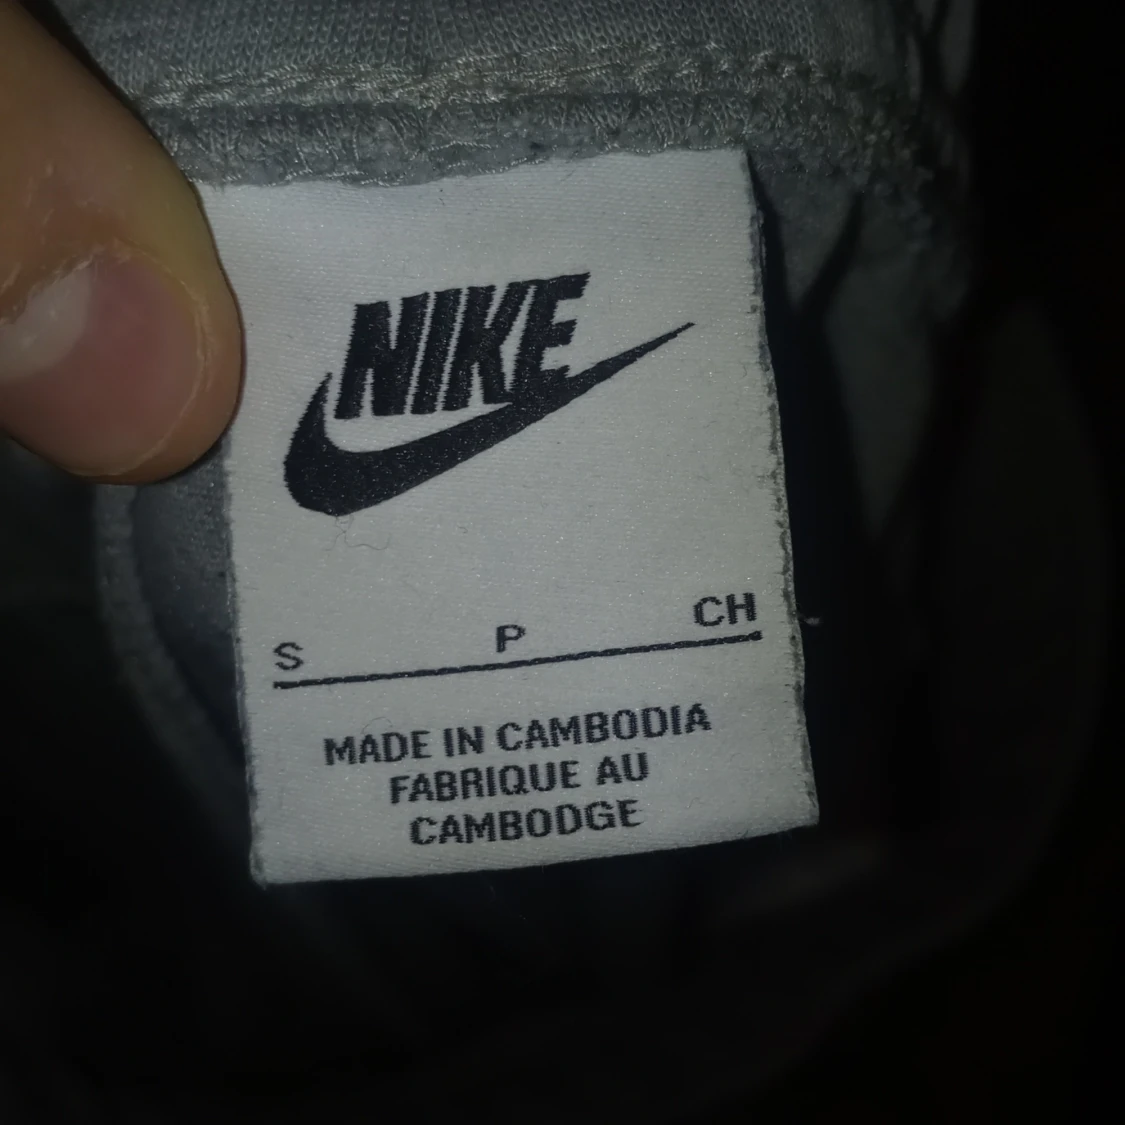 NIKE
S P CH
MADE IN CAMBODIA
FABRIQUE AU
CAMBODGE